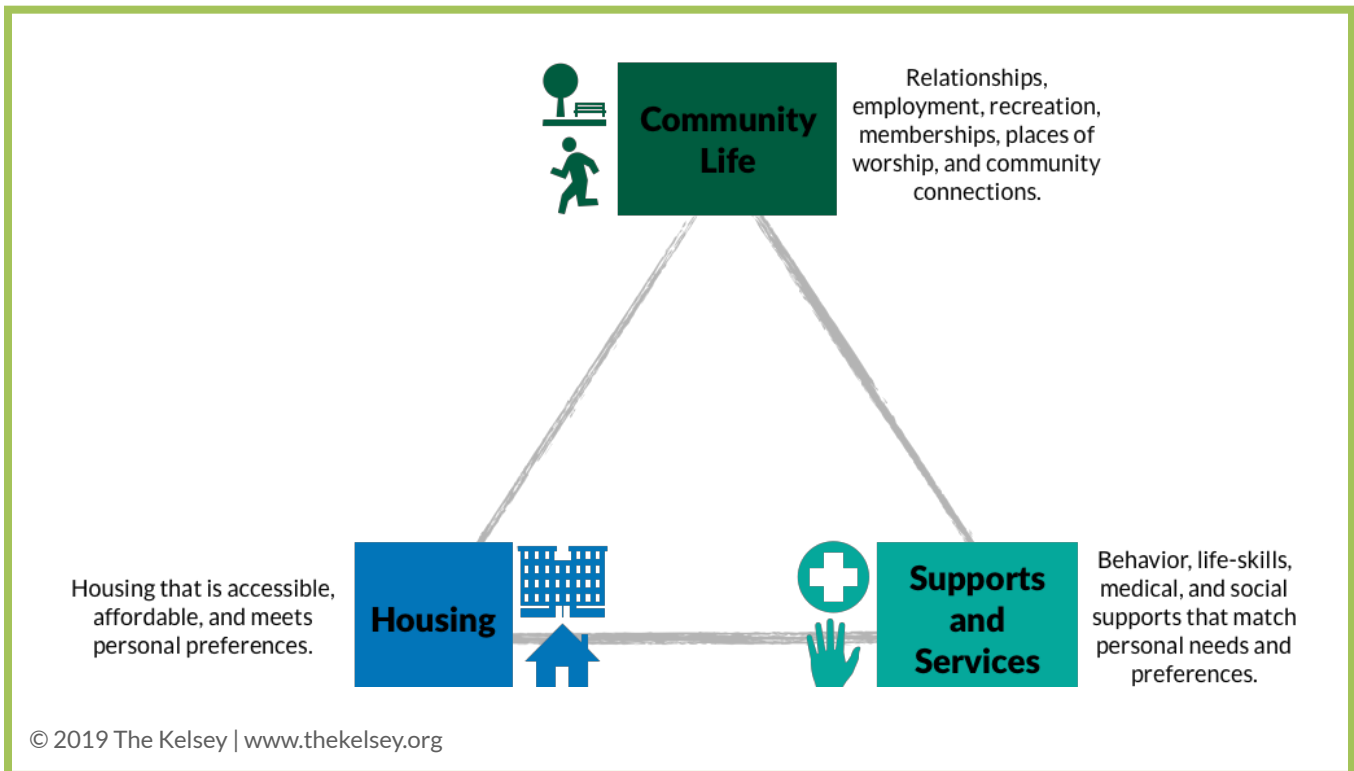 Community
Life
Relationships,
employment, recreation,
memberships, places of
worship, and community
connections.
Housing that is accessible,
affordable, and meets
personal preferences.
Housing
Supports
and
Services
Behavior, life-skills,
medical, and social
supports that match
personal needs and
preferences.
© 2019 The Kelsey | www.thekelsey.org